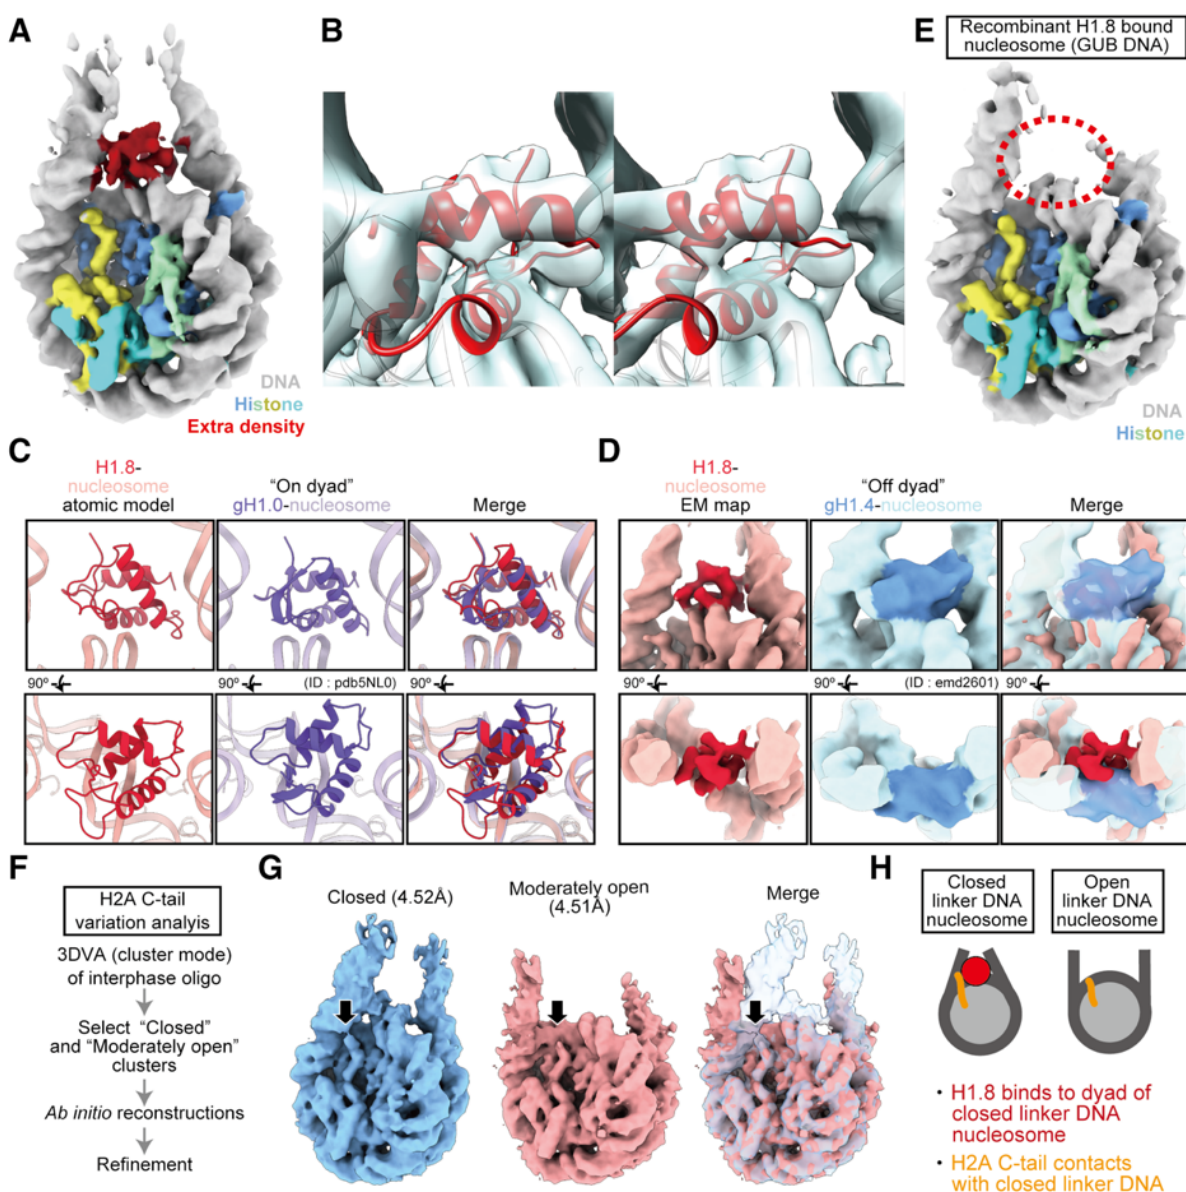 A
DNA
Histone
Extra density
B
E
Recombinant H1.8 bound
nucleosome (GUB DNA)
DNA
Histone
C
H1.8-
nucleosome
atomic model
"On dyad"
gH1.0-nucleosome
Merge
90°
90°
(ID : pdb5NL0)
90°
D
H1.8-
nucleosome
EM map
"Off dyad"
gH1.4-nucleosome
Merge
90°
90°
(ID : emd2601)
90°
F
H2A C-tail
variation analyis
3DVA (cluster mode)
of interphase oligo
Select "Closed"
and "Moderately open"
clusters
Ab initio reconstructions
Refinement
G
Closed (4.52Å)
Moderately open
(4.51Å)
Merge
H
Closed
linker DNA
nucleosome
Open
linker DNA
nucleosome
• H1.8 binds to dyad of
closed linker DNA
nucleosome
• H2A C-tail contacts
with closed linker DNA